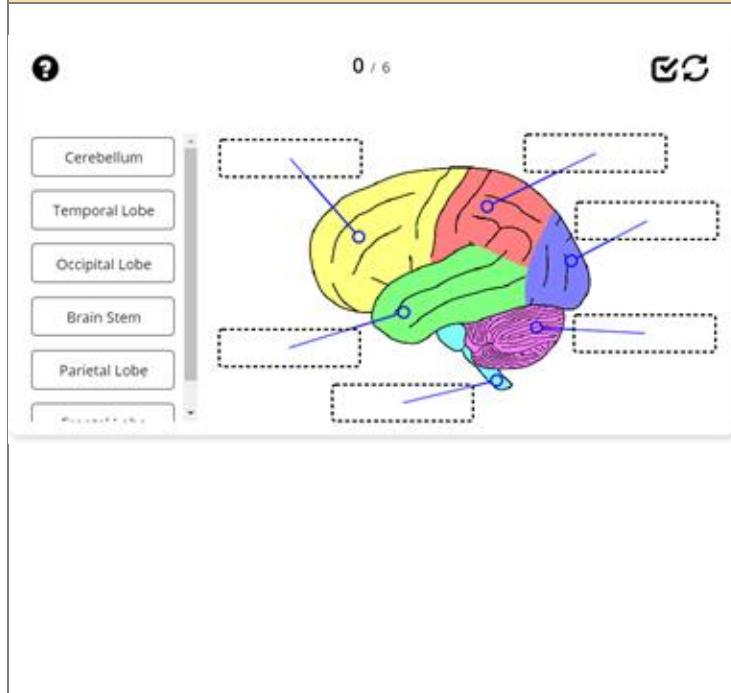 ?
0 / 6
Cerebellum
Temporal Lobe
Occipital Lobe
Brain Stem
Parietal Lobe